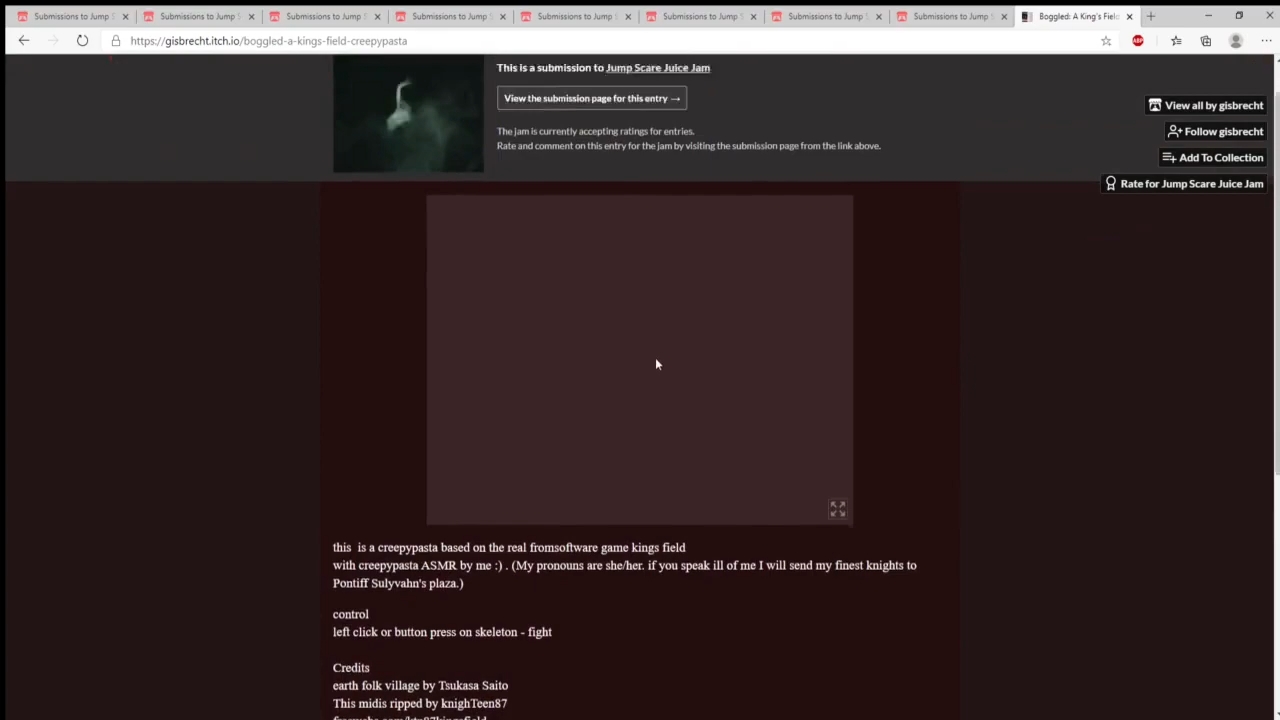 Submissions to Jump S
Submissions to Jump S
Submissions to Jump S
Submissions to Jump S
Submissions to Jump S
Submissions to Jump S
Submissions to Jump S
Submissions to Jump S
Boggled: A King's Field
https://gisbrecht.itch.io/boggled-a-kings-field-creepypasta
ABP
This is a submission to Jump Scare Juice Jam
View the submission page for this entry →
The jam is currently accepting ratings for entries.
Rate and comment on this entry for the jam by visiting the submission page from the link above.
View all by gisbrecht
Follow gisbrecht
Add To Collection
Rate for Jump Scare Juice Jam
this is a creepypasta based on the real fromsoftware game kings field
with creepypasta ASMR by me :) . (My pronouns are she/her. if you speak ill of me I will send my finest knights to
Pontiff Sulyvahn's plaza.)
control
left click or button press on skeleton - fight
Credits
earth folk village by Tsukasa Saito
This midis ripped by knighTeen87